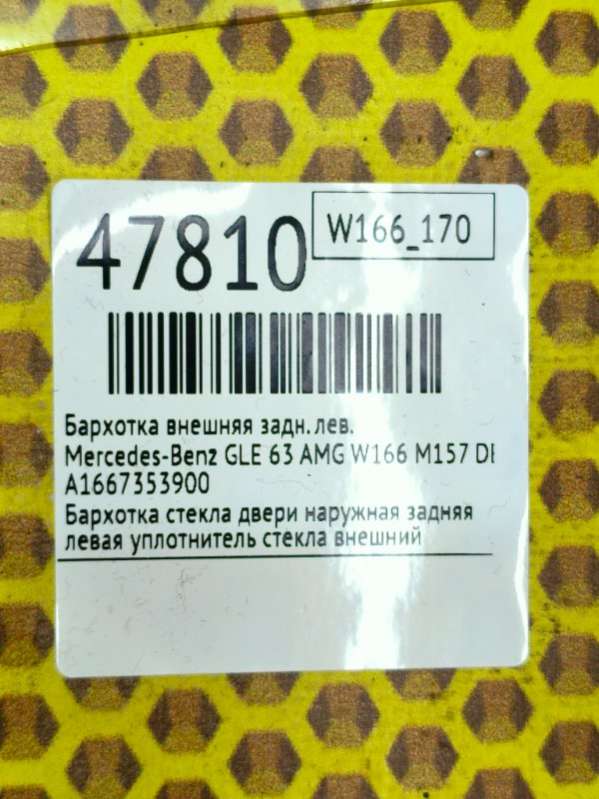 47810
W166_170
Бархотка внешняя задн. лев.
Mercedes-Benz GLE 63 AMG W166 M157 DE
A1667353900
Бархотка стекла двери наружная задняя
левая уплотнитель стекла внешний